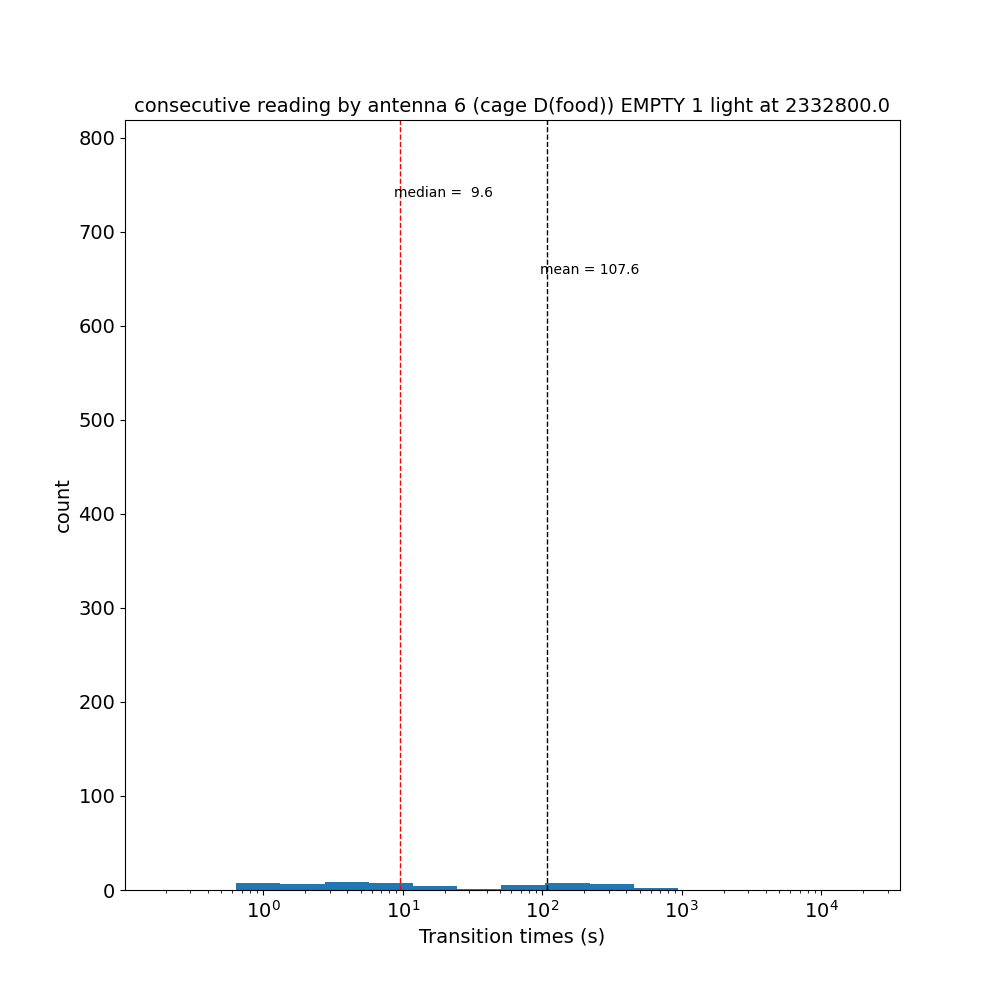 consecutive reading by antenna 6 (cage D(food)) EMPTY 1 light at 2332800.0
800
700
600
500
400
300
200
100
0
count
median =  9.6
mean = 107.6
10^0
10^1
10^2
10^3
10^4
Transition times (s)